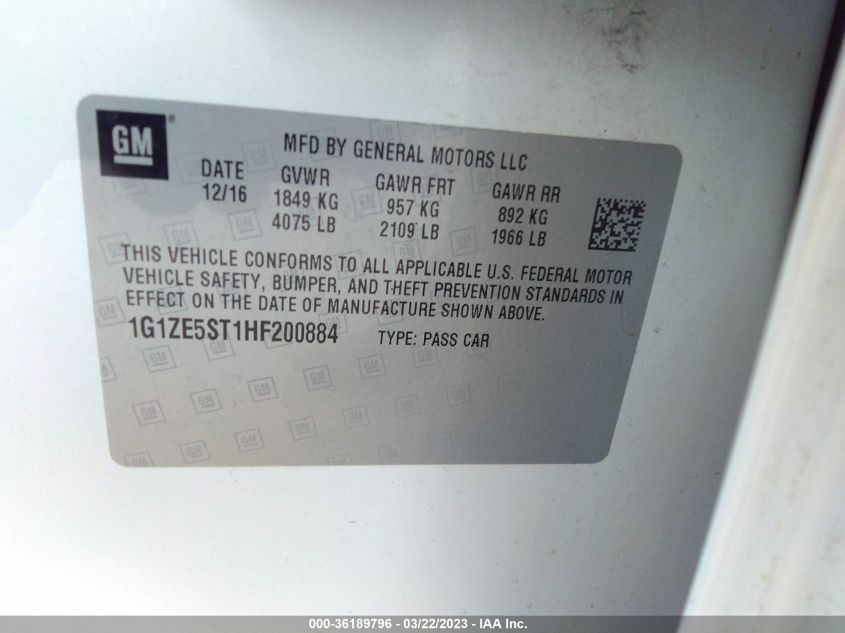 GM®
MFD BY GENERAL MOTORS LLC
DATE GVWR GAWR FRT GAWR RR
12/16 1849 KG 957 KG 892 KG
4075 LB 2109 LB 1966 LB
THIS VEHICLE CONFORMS TO ALL APPLICABLE U.S. FEDERAL MOTOR
VEHICLE SAFETY, BUMPER, AND THEFT PREVENTION STANDARDS IN
EFFECT ON THE DATE OF MANUFACTURE SHOWN ABOVE.
1G1ZE5ST1HF200884 TYPE: PASS CAR
000-36189796 - 03/22/2023 - IAA Inc.